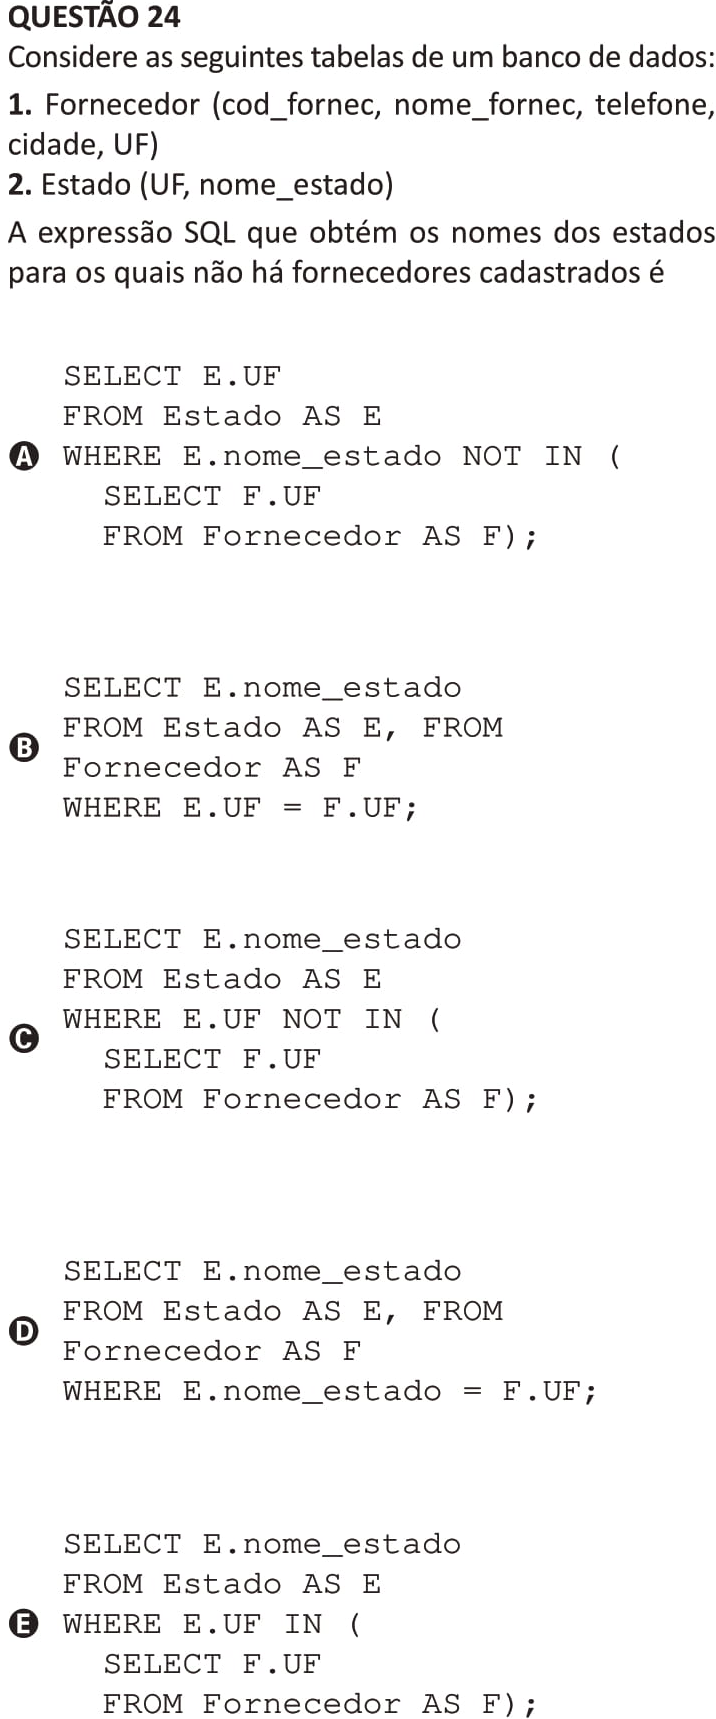 QUESTÃO 24
Considere as seguintes tabelas de um banco de dados:
1. Fornecedor (cod_fornec, nome_fornec, telefone,
cidade, UF)
2. Estado (UF, nome_estado)
A expressão SQL que obtém os nomes dos estados
para os quais não há fornecedores cadastrados é
SELECT E.UF
FROM Estado AS E
A WHERE E.nome_estado NOT IN (
SELECT F.UF
FROM Fornecedor AS F);
SELECT E.nome_estado
FROM Estado AS E, FROM
B
Fornecedor AS F
WHERE E.UF = F.UF;
SELECT E.nome_estado
FROM Estado AS E
WHERE E.UF NOT IN (
C
SELECT F.UF
FROM Fornecedor AS F);
SELECT E.nome_estado
FROM Estado AS E, FROM
D
Fornecedor AS F
WHERE E.nome_estado = F.UF;
SELECT E.nome_estado
FROM Estado AS E
E WHERE E.UF IN (
SELECT F.UF
FROM Fornecedor AS F);